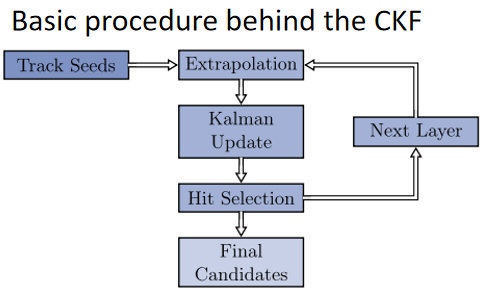 Basic procedure behind the CKF
Track Seeds
Extrapolation
Kalman
Update
Next Layer
Hit Selection
Final
Candidates